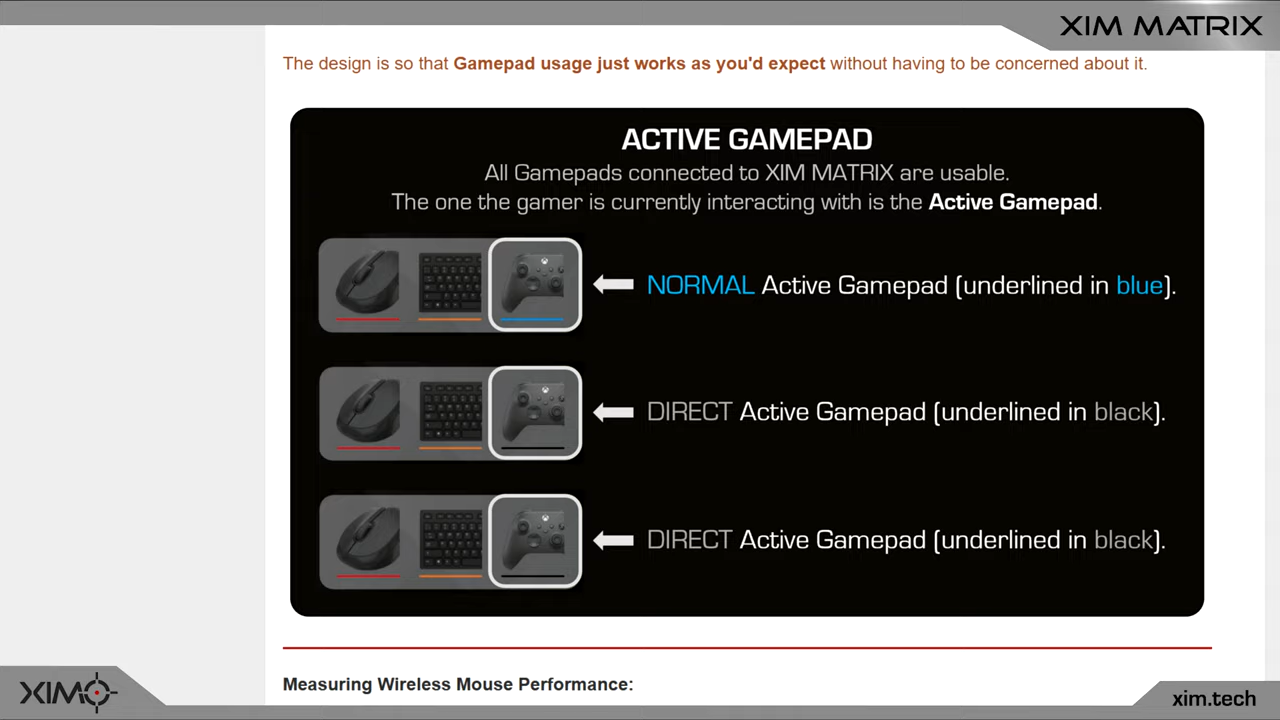 XIM MATRIX
The design is so that Gamepad usage just works as you'd expect without having to be concerned about it.
ACTIVE GAMEPAD
All Gamepads connected to XIM MATRIX are usable.
The one the gamer is currently interacting with is the Active Gamepad.
NORMAL Active Gamepad (underlined in blue).
DIRECT Active Gamepad (underlined in black).
DIRECT Active Gamepad (underlined in black).
Measuring Wireless Mouse Performance:
XIM
xim.tech